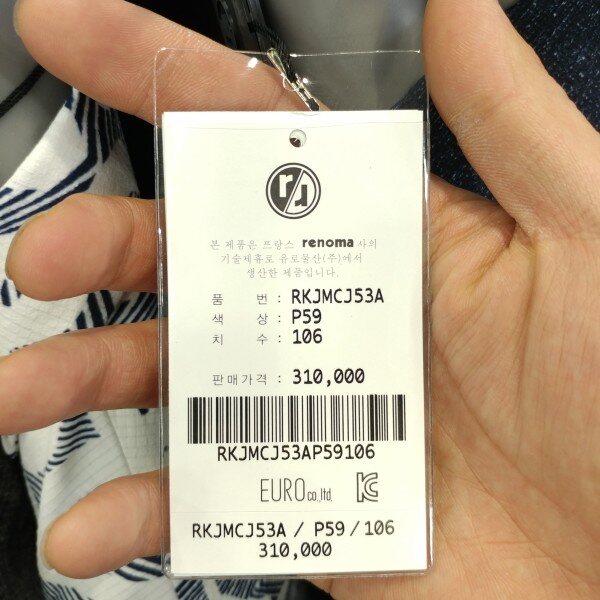 본 제품은 프랑스 renoma 사의
기술제휴로 유로물산(주)에서
생산한 제품입니다.
품 번 : RKJMCJ53A
색 상 : P59
치 수 : 106
판매가격 : 310,000
RKJMCJ53AP59106
EURO co.,ltd.
RKJMCJ53A / P59 / 106
310,000